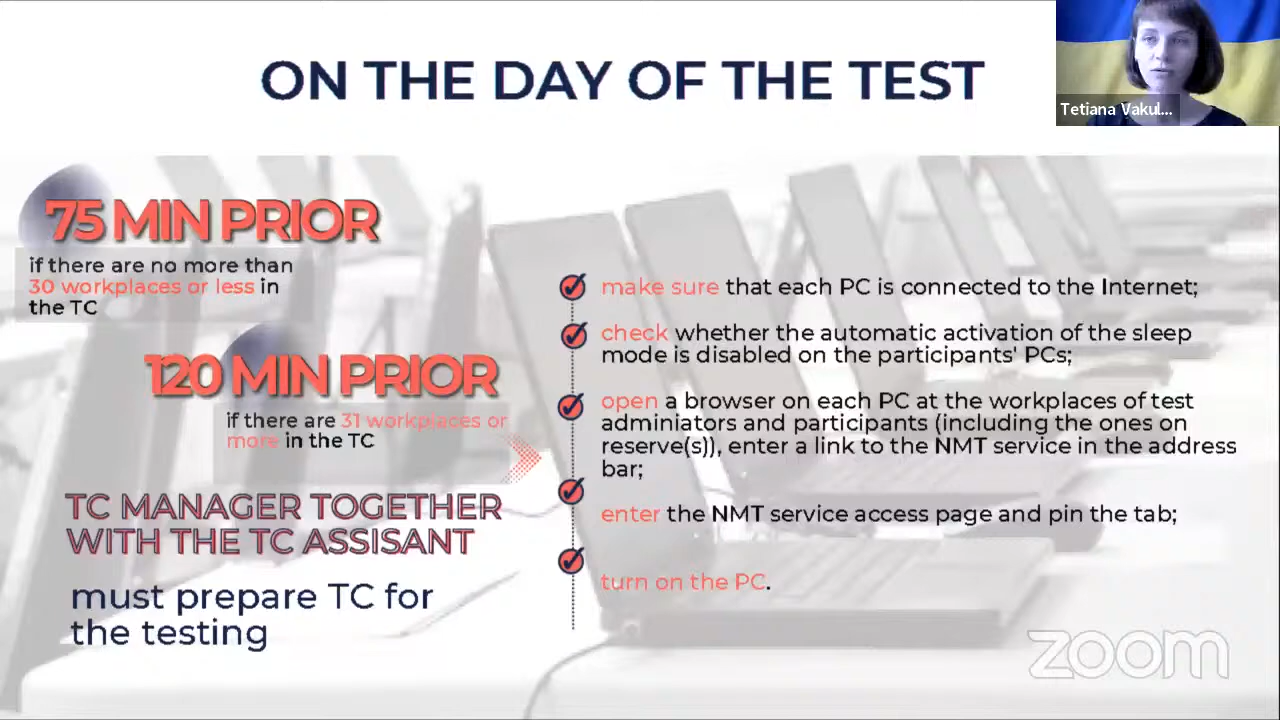 ON THE DAY OF THE TEST
Tetiana Vakul...
75 MIN PRIOR
if there are no more than
30 workplaces or less in
the TC
120 MIN PRIOR
if there are 31 workplaces or
more in the TC
TC MANAGER TOGETHER
WITH THE TC ASSISANT
must prepare TC for
the testing
make sure that each PC is connected to the Internet;
check whether the automatic activation of the sleep
mode is disabled on the participants' PCs;
open a browser on each PC at the workplaces of test
adminiators and participants (including the ones on
reserve(s)), enter a link to the NMT service in the address
bar;
enter the NMT service access page and pin the tab;
turn on the PC.
zoom